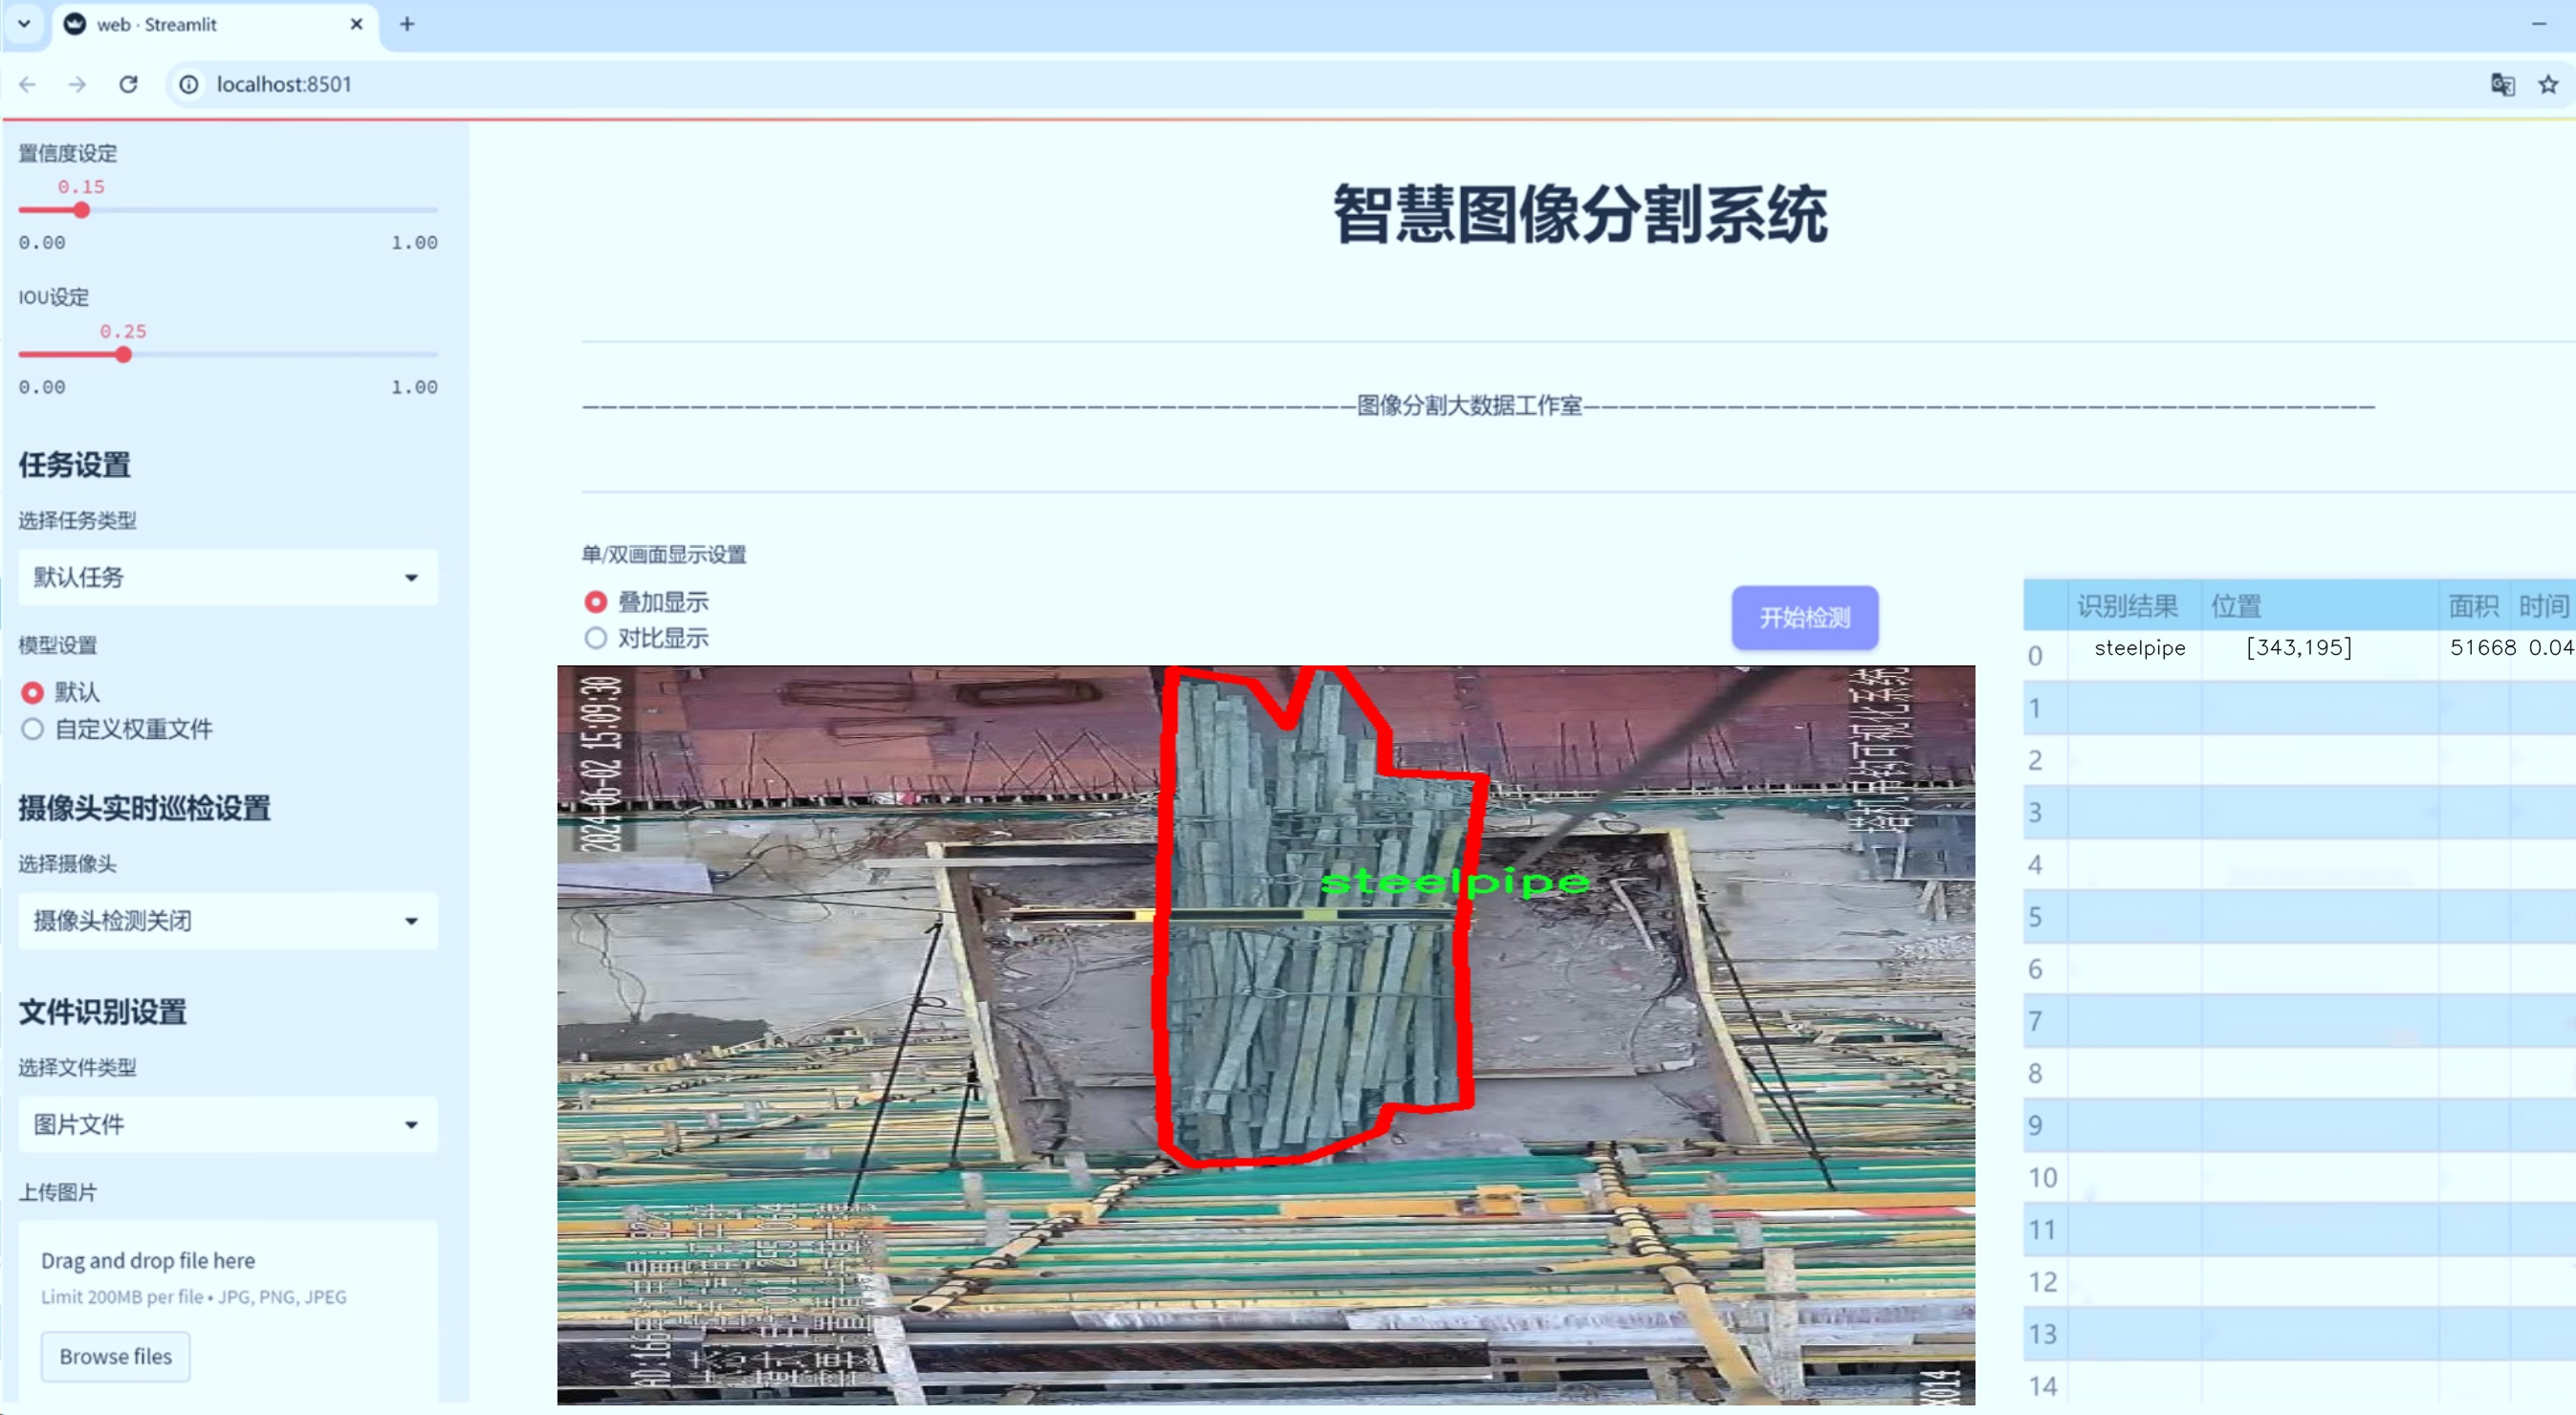 web · Streamlit
localhost:8501
置信度设定
0.15
0.00 1.00
IOU设定
0.25
0.00 1.00
任务设置
选择任务类型
默认任务
模型设置
默认
自定义权重文件
摄像头实时巡检设置
选择摄像头
摄像头检测关闭
文件识别设置
选择文件类型
图片文件
上传图片
Drag and drop file here
Limit 200MB per file • JPG, PNG, JPEG
Browse files
智慧图像分割系统
图像分割大数据工作室
单/双画面显示设置
叠加显示
对比显示
开始检测
2024-06-02 15:09:30
塔机吊钩可视化系统
steelpipe
识别结果 位置 面积 时间
0 steelpipe [343,195] 51668 0.04
1
2
3
4
5
6
7
8
9
10
11
12
13
14